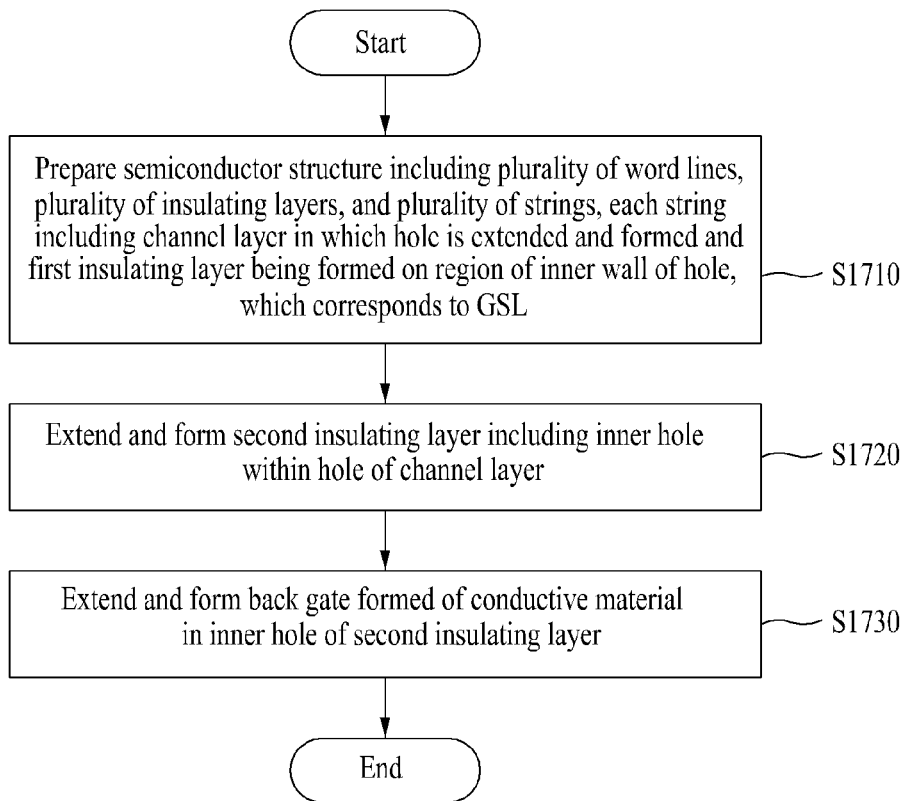 Start
Prepare semiconductor structure including plurality of word lines,
plurality of insulating layers, and plurality of strings, each string
including channel layer in which hole is extended and formed and
first insulating layer being formed on region of inner wall of hole,
which corresponds to GSL
S1710
Extend and form second insulating layer including inner hole
within hole of channel layer
S1720
Extend and form back gate formed of conductive material
in inner hole of second insulating layer
S1730
End